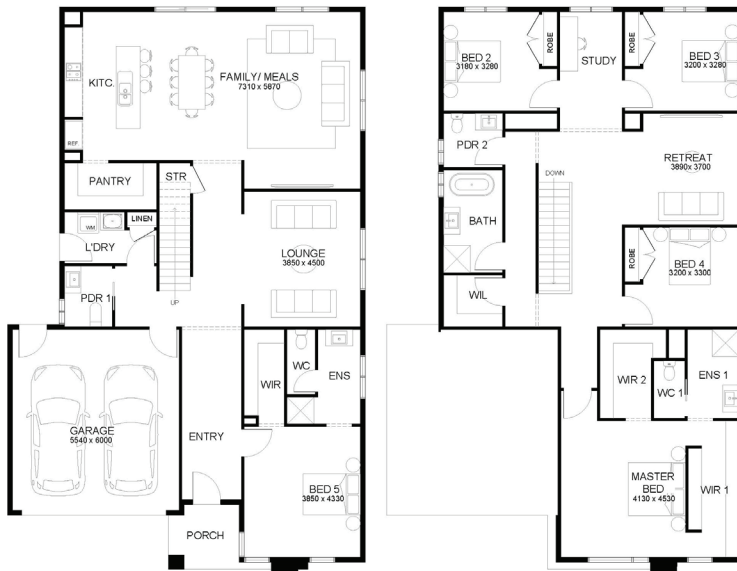 KITC
FAMILY/ MEALS
7310 x 5870
REF
PANTRY
STR
WM
LINEN
L'DRY
LOUNGE
3850 x 4500
PDR 1
UP
GARAGE
5540 x 6000
ENTRY
WIR
WC
ENS
BED 5
3850 x 4330
PORCH
BED 2
3180 x 3280
ROBE
STUDY
ROBE
BED 3
3200 x 3280
PDR 2
RETREAT
3890 x 3700
DOWN
BATH
ROBE
BED 4
3200 x 3300
WIL
WIR 2
WC 1
ENS 1
MASTER
BED
4130 x 4530
WIR 1